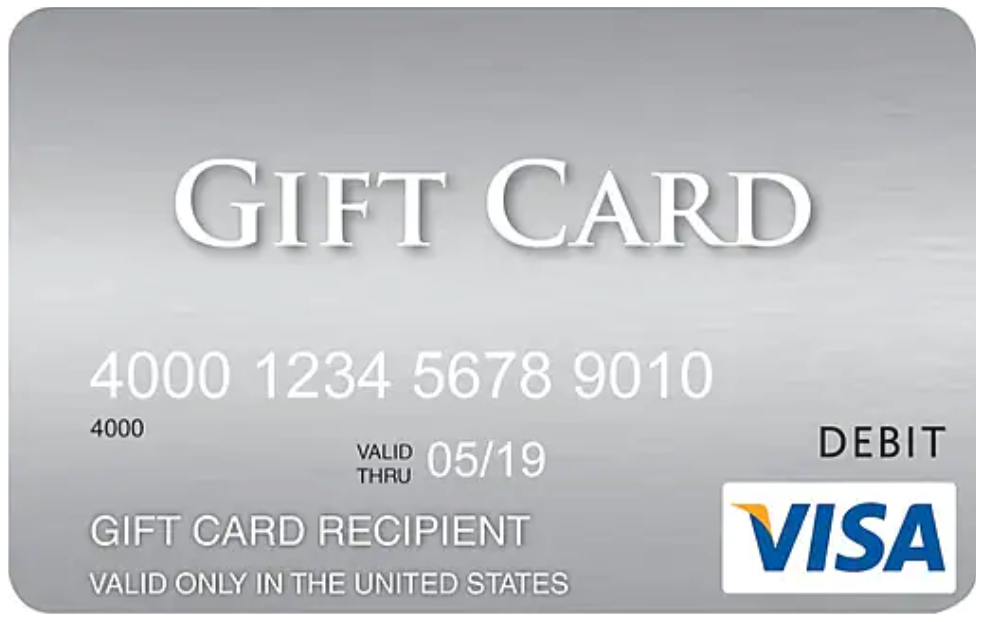 GIFT CARD
4000 1234 5678 9010
4000
VALID
THRU 05/19
DEBIT
GIFT CARD RECIPIENT
VALID ONLY IN THE UNITED STATES
VISA